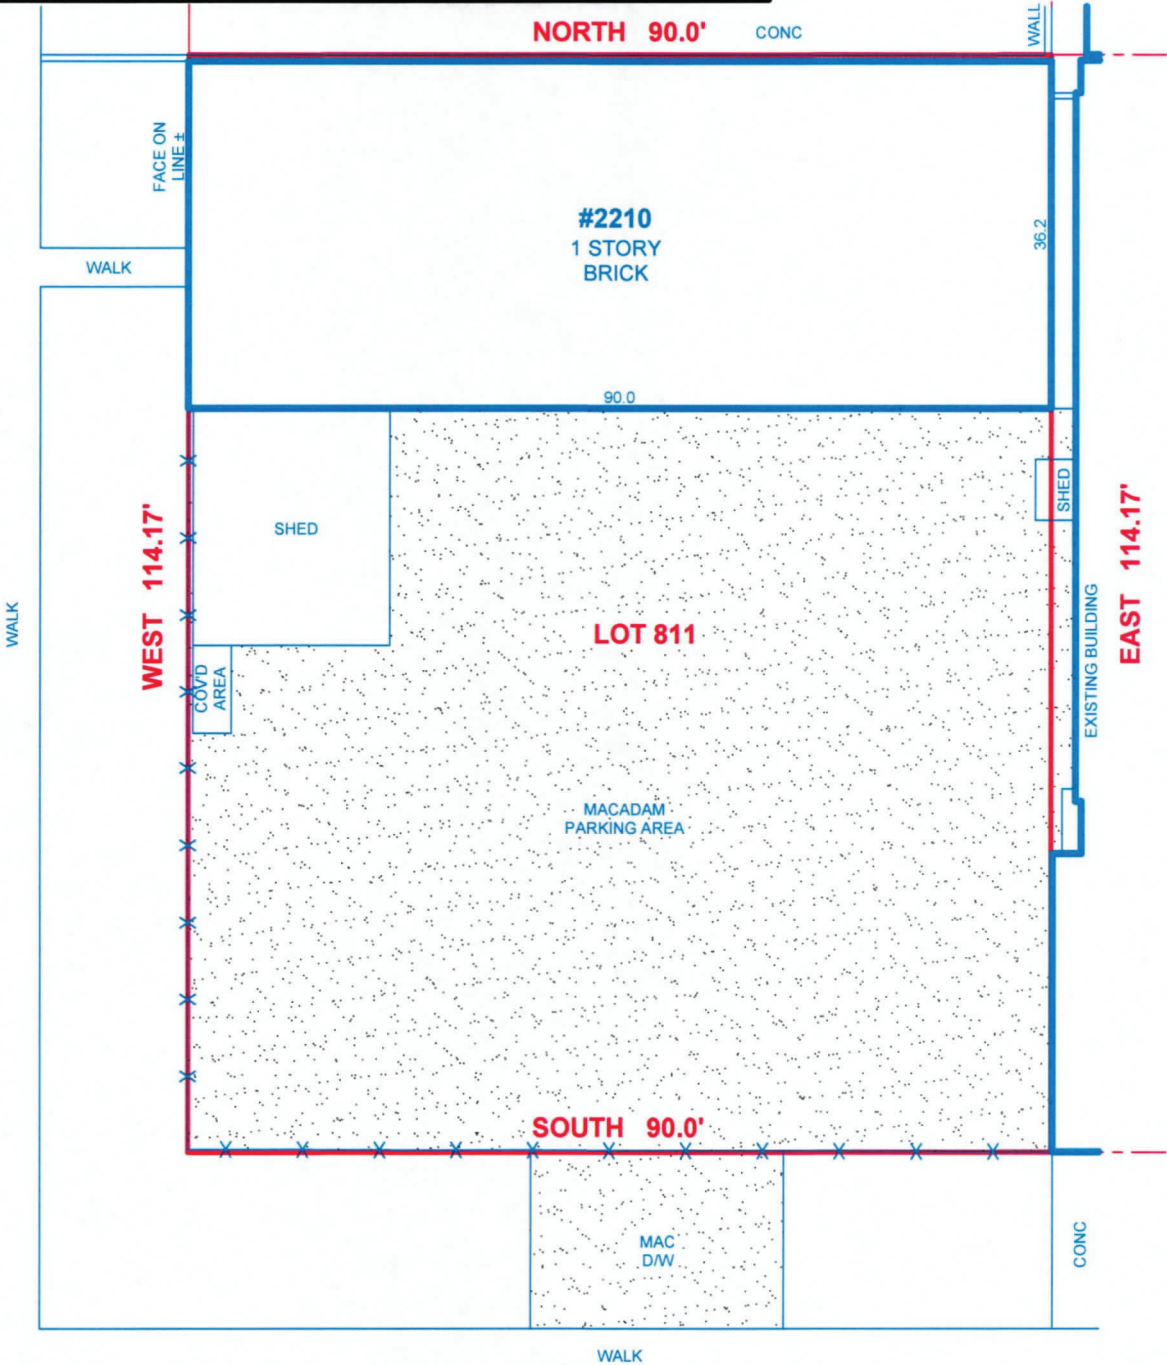 NORTH 90.0'
CONC
WALL
FACE ON
LINE ±
#2210
1 STORY
BRICK
36.2
WALK
90.0
SHED
SHED
WEST 114.17'
EAST 114.17'
WALK
LOT 811
EXISTING BUILDING
COV'D
AREA
MACADAM
PARKING AREA
SOUTH 90.0'
MAC
D/W
CONC
WALK